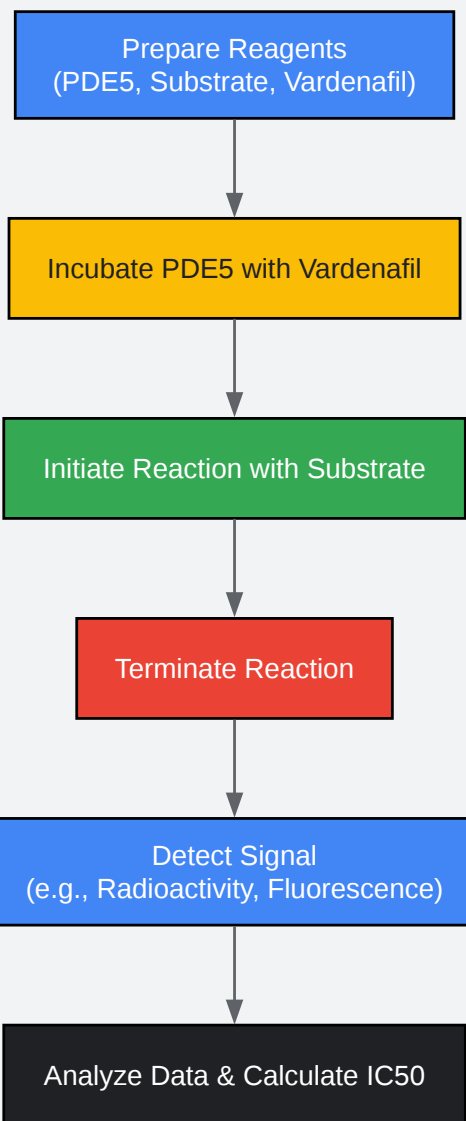 Prepare Reagents
(PDE5, Substrate, Vardenafil)
Incubate PDE5 with Vardenafil
Initiate Reaction with Substrate
Terminate Reaction
Detect Signal
(e.g., Radioactivity, Fluorescence)
Analyze Data & Calculate IC50